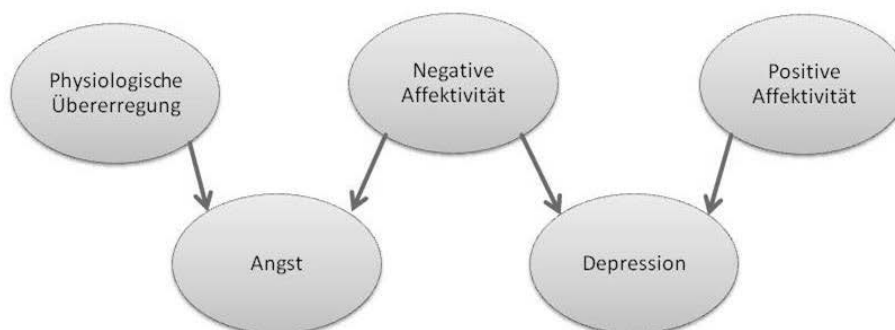 Physiologische
Übererregung
Negative
Affektivität
Positive
Affektivität
Angst
Depression